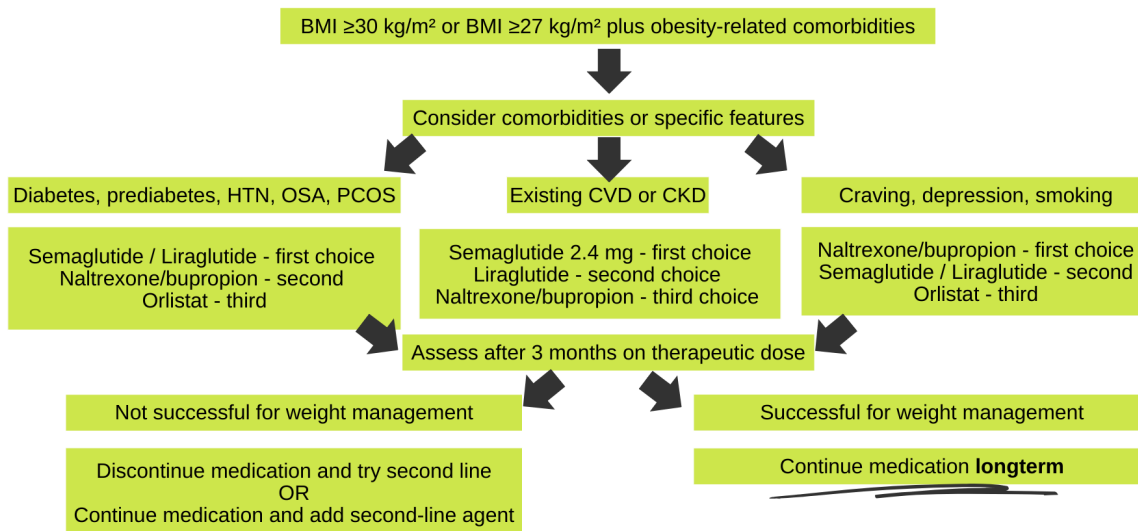 BMI ≥30 kg/m² or BMI ≥27 kg/m² plus obesity-related comorbidities
Consider comorbidities or specific features
Diabetes, prediabetes, HTN, OSA, PCOS
Semaglutide / Liraglutide - first choice
Naltrexone/bupropion - second
Orlistat - third
Existing CVD or CKD
Semaglutide 2.4 mg - first choice
Liraglutide - second choice
Naltrexone/bupropion - third choice
Craving, depression, smoking
Naltrexone/bupropion - first choice
Semaglutide / Liraglutide - second
Orlistat - third
Assess after 3 months on therapeutic dose
Not successful for weight management
Discontinue medication and try second line
OR
Continue medication and add second-line agent
Successful for weight management
Continue medication longterm